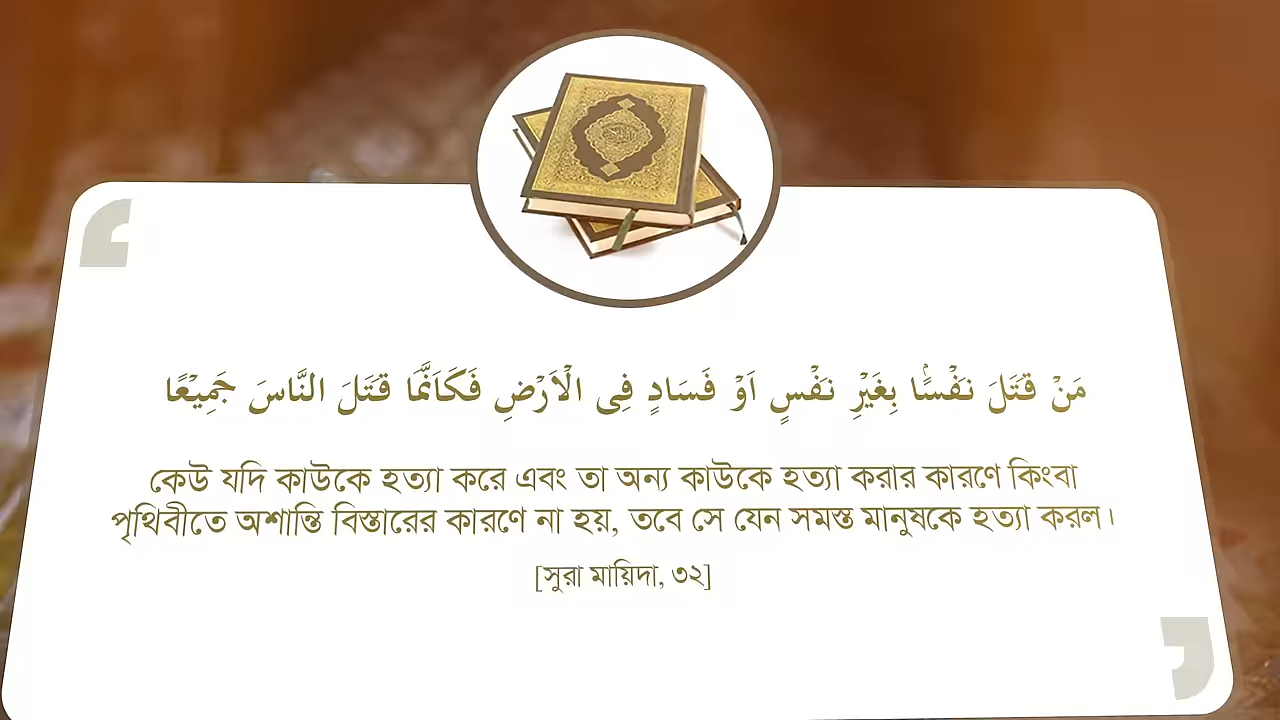 مَنْ قَتَلَ نَفْسًۢا بِغَيْرِ نَفْسٍ اَوْ فَسَادٍ فِى الْاَرْضِ فَكَاَنَّمَا قَتَلَ النَّاسَ جَمِيْعًا
কেউ যদি কাউকে হত্যা করে এবং তা অন্য কাউকে হত্যা করার কারণে কিংবা
পৃথিবীতে অশান্তি বিস্তারের কারণে না হয়, তবে সে যেন সমস্ত মানুষকে হত্যা করল।
[সুরা মায়িদা, ৩২]